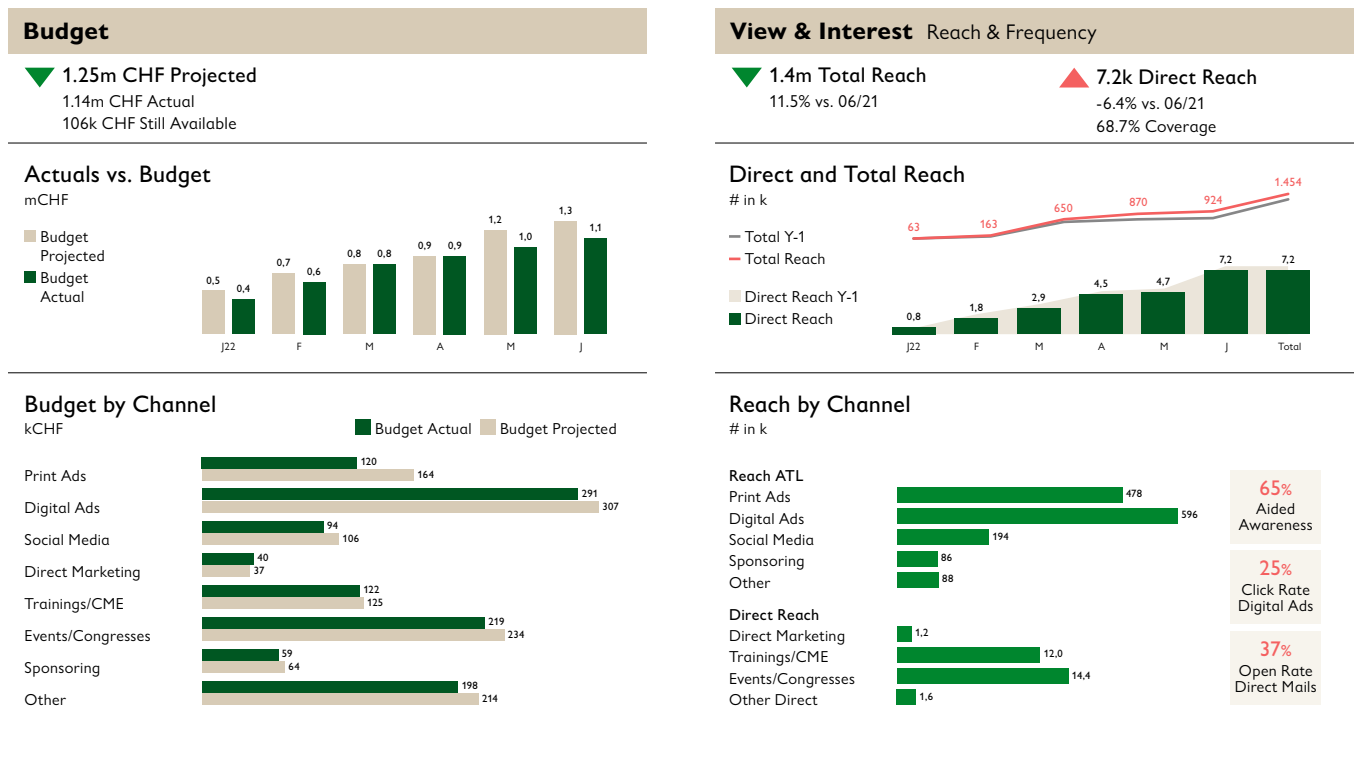 Budget
1.25m CHF Projected
1.14m CHF Actual
106k CHF Still Available
Actuals vs. Budget
mCHF
Budget
Projected
Budget
Actual
0,5
0,4
0,7
0,6
0,8
0,8
0,9
0,9
1,2
1,0
1,3
1,1
J22
F
M
A
M
J
Budget by Channel
kCHF
Budget Actual
Budget Projected
Print Ads
120
164
Digital Ads
291
307
Social Media
94
106
Direct Marketing
40
37
Trainings/CME
122
125
Events/Congresses
219
234
Sponsoring
59
64
Other
198
214
View & Interest Reach & Frequency
1.4m Total Reach
11.5% vs. 06/21
7.2k Direct Reach
-6.4% vs. 06/21
68.7% Coverage
Direct and Total Reach
# in k
Total Y-1
Total Reach
Direct Reach Y-1
Direct Reach
63
163
650
870
924
1.454
0,8
1,8
2,9
4,5
4,7
7,2
7,2
J22
F
M
A
M
J
Total
Reach by Channel
# in k
Reach ATL
Print Ads
478
Digital Ads
596
Social Media
194
Sponsoring
86
Other
88
Direct Reach
Direct Marketing
1,2
Trainings/CME
12,0
Events/Congresses
14,4
Other Direct
1,6
65%
Aided
Awareness
25%
Click Rate
Digital Ads
37%
Open Rate
Direct Mails